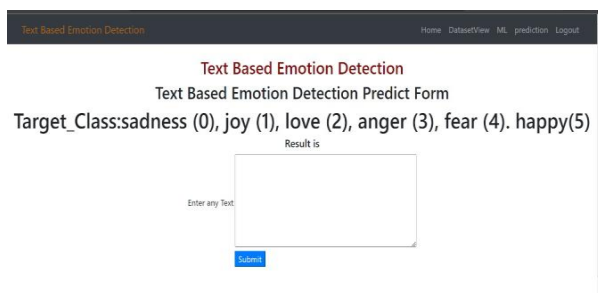 Text Based Emotion Detection Home DatasetView ML prediction Logout
Text Based Emotion Detection
Text Based Emotion Detection Predict Form
Target_Class:sadness (0), joy (1), love (2), anger (3), fear (4). happy(5)
Result is
Enter any Text
Submit